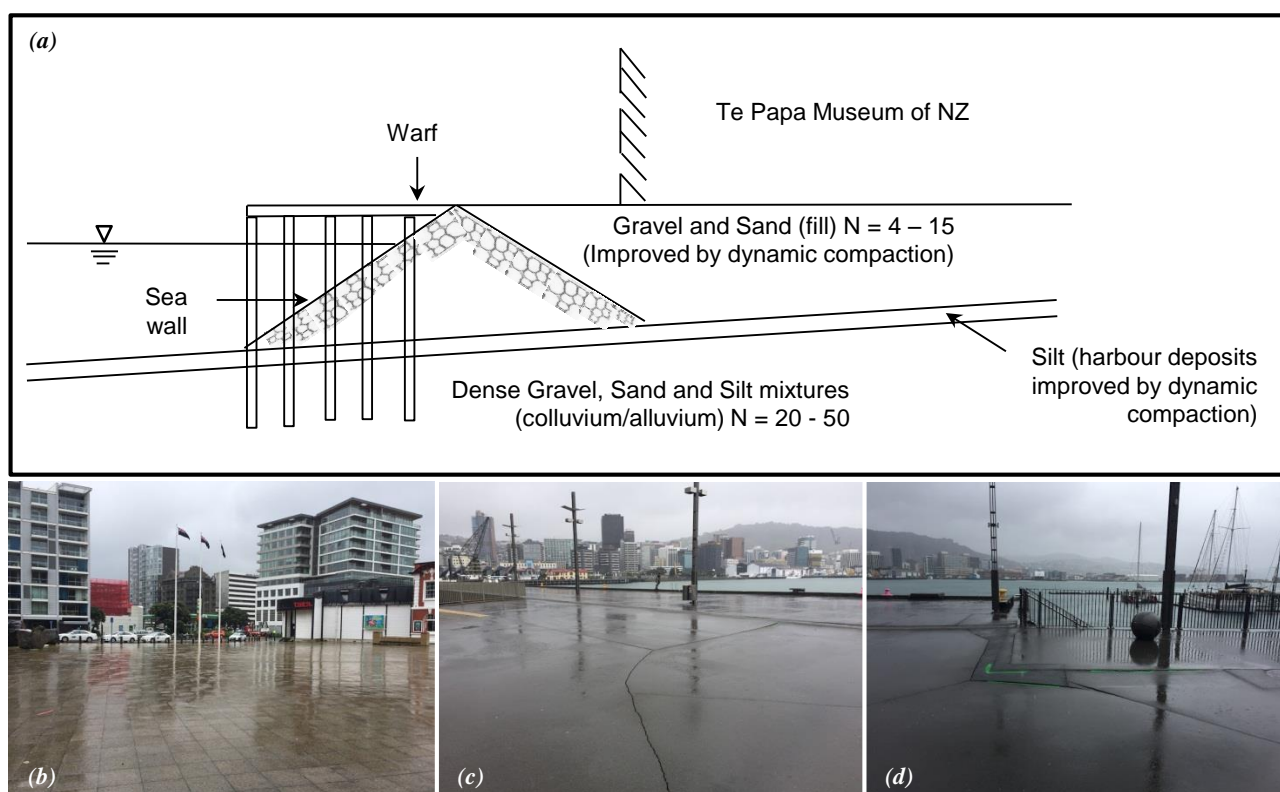 (a)
Te Papa Museum of NZ
Warf
Gravel and Sand (fill) N = 4 – 15
(Improved by dynamic compaction)
Sea
wall
Silt (harbour deposits
improved by dynamic
compaction)
Dense Gravel, Sand and Silt mixtures
(colluvium/alluvium) N = 20 - 50
(b)
(c)
(d)